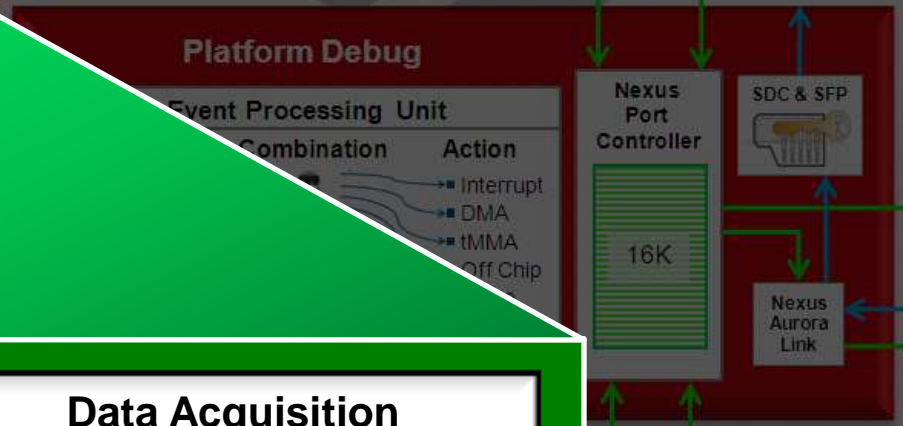 Platform Debug
Event Processing Unit
Combination Action
Interrupt
DMA
tMMA
Off Chip
Nexus
Port
Controller
16K
SDC & SFP
Nexus
Aurora
Link
Data Acquisition